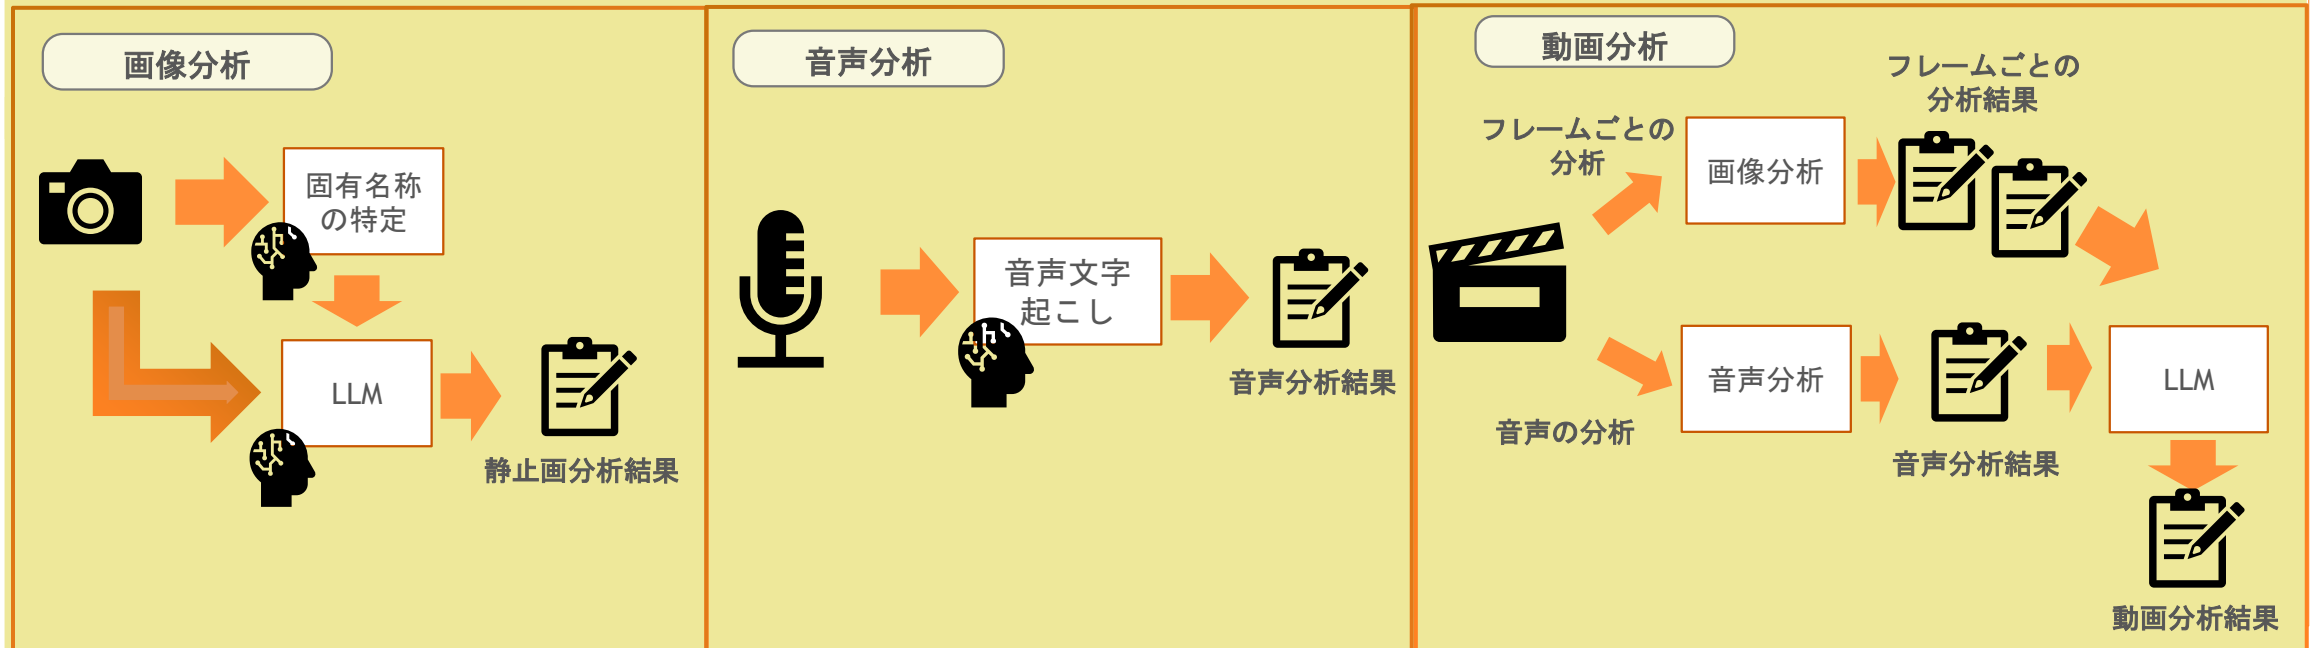 画像分析
固有名称
の特定
LLM
静止画分析結果
音声分析
音声文字
起こし
音声分析結果
動画分析
フレームごとの
分析
画像分析
フレームごとの
分析結果
音声の分析
音声分析
音声分析結果
LLM
動画分析結果